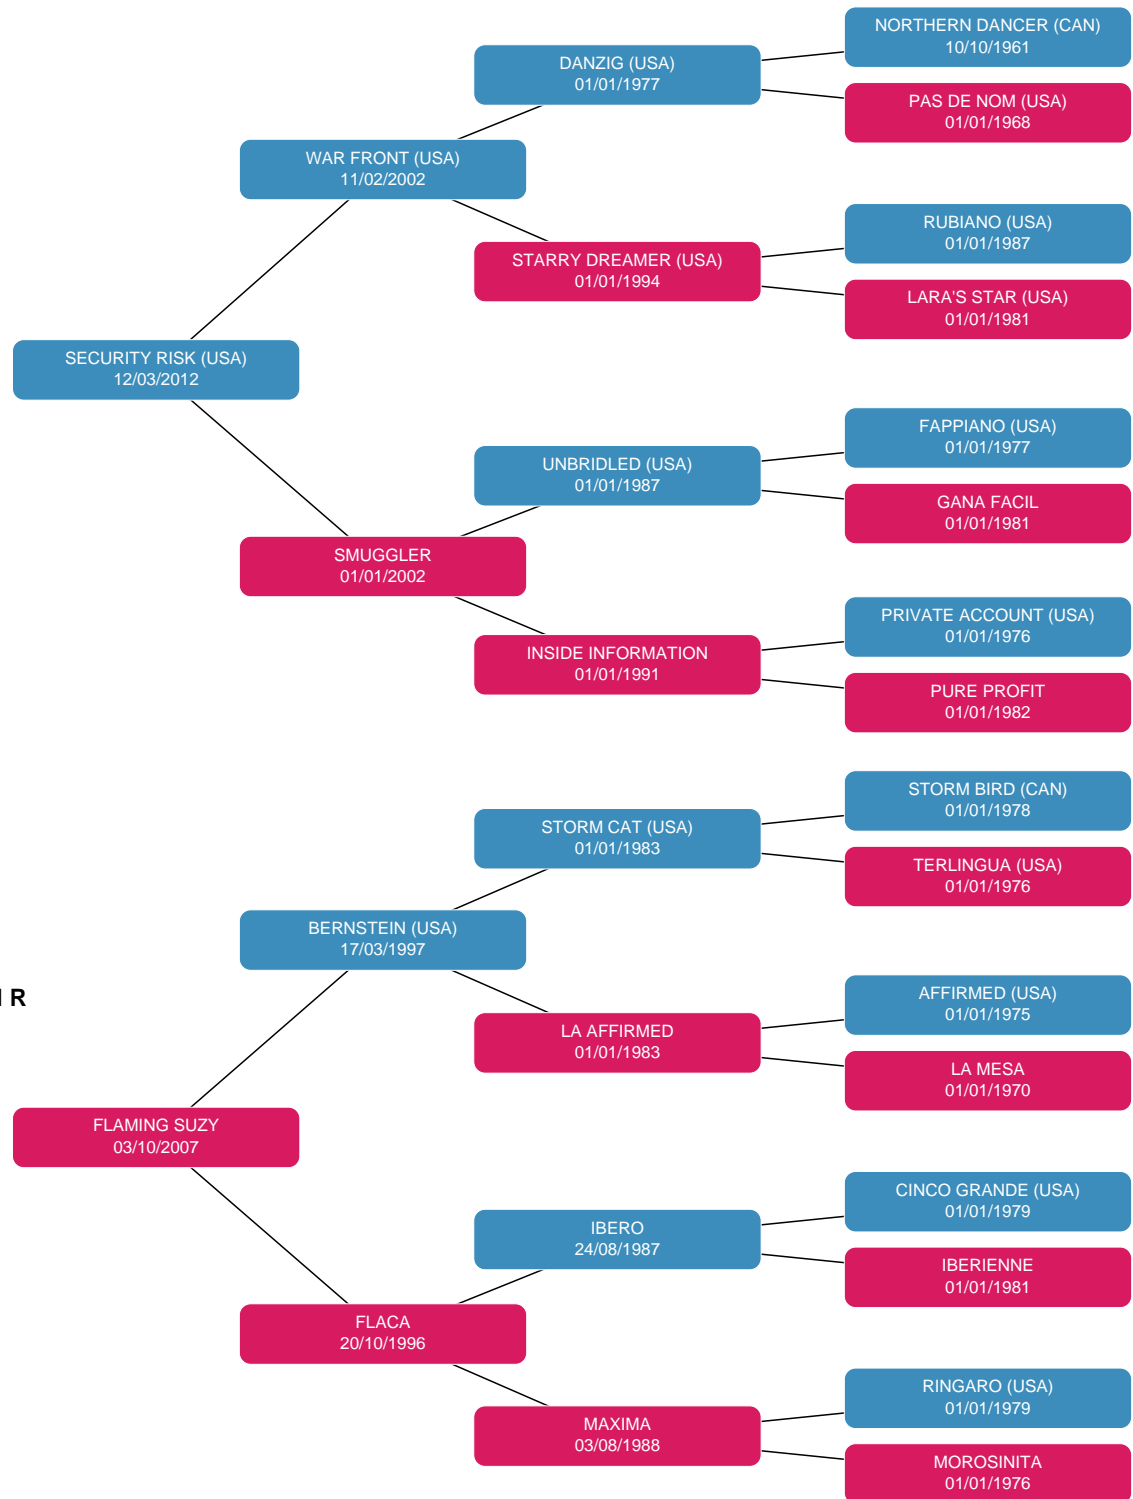 NORTHERN DANCER (CAN)
10/10/1961
DANZIG (USA)
01/01/1977
PAS DE NOM (USA)
01/01/1968
WAR FRONT (USA)
11/02/2002
RUBIANO (USA)
01/01/1987
STARRY DREAMER (USA)
01/01/1994
LARA'S STAR (USA)
01/01/1981
SECURITY RISK (USA)
12/03/2012
FAPPIANO (USA)
01/01/1977
UNBRIDLED (USA)
01/01/1987
GANA FACIL
01/01/1981
SMUGGLER
01/01/2002
PRIVATE ACCOUNT (USA)
01/01/1976
INSIDE INFORMATION
01/01/1991
PURE PROFIT
01/01/1982
STORM BIRD (CAN)
01/01/1978
STORM CAT (USA)
01/01/1983
TERLINGUA (USA)
01/01/1976
BERNSTEIN (USA)
17/03/1997
R
AFFIRMED (USA)
01/01/1975
LA AFFIRMED
01/01/1983
LA MESA
01/01/1970
FLAMING SUZY
03/10/2007
CINCO GRANDE (USA)
01/01/1979
IBERO
24/08/1987
IBERIENNE
01/01/1981
FLACA
20/10/1996
RINGARO (USA)
01/01/1979
MAXIMA
03/08/1988
MOROSINITA
01/01/1976